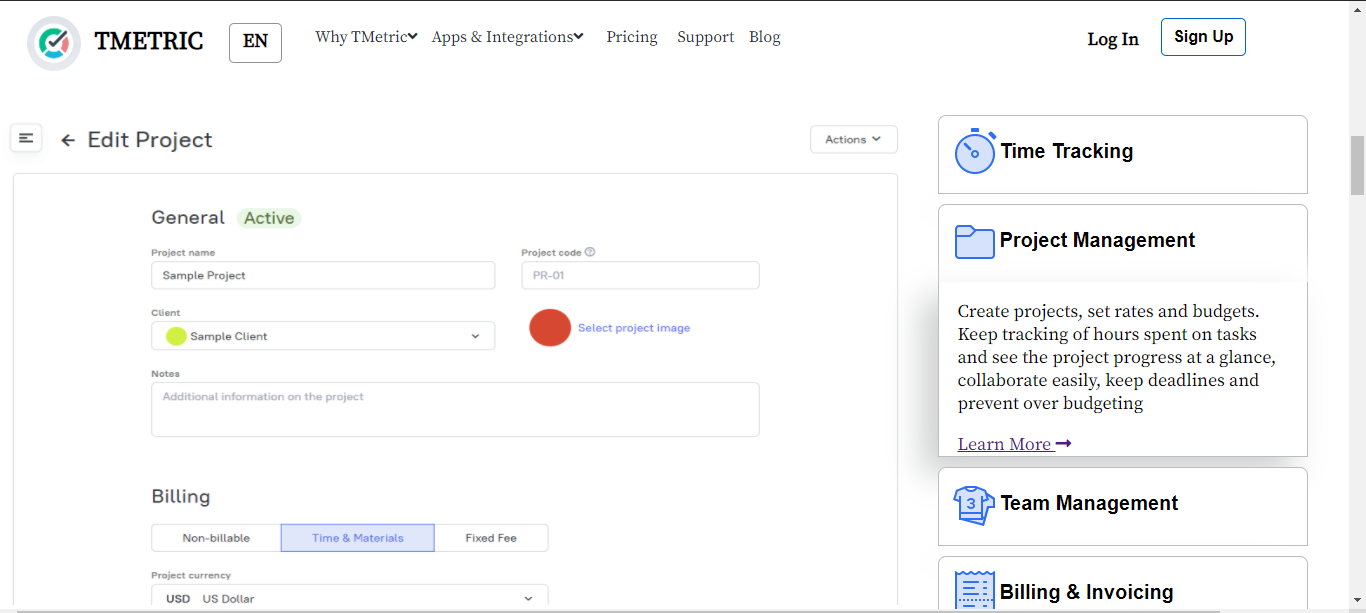 TMETRIC
EN
Why TMetric
Apps & Integrations
Pricing
Support
Blog
Log In
Sign Up
Edit Project
Actions
General
Active
Project name
Project code
Sample Project
PR-01
Client
Sample Client
Select project image
Notes
Additional information on the project
Billing
Non-billable
Time & Materials
Fixed Fee
Project currency
USD US Dollar
Time Tracking
Project Management
Create projects, set rates and budgets.
Keep tracking of hours spent on tasks
and see the project progress at a glance,
collaborate easily, keep deadlines and
prevent over budgeting
Learn More
3
Team Management
Billing & Invoicing